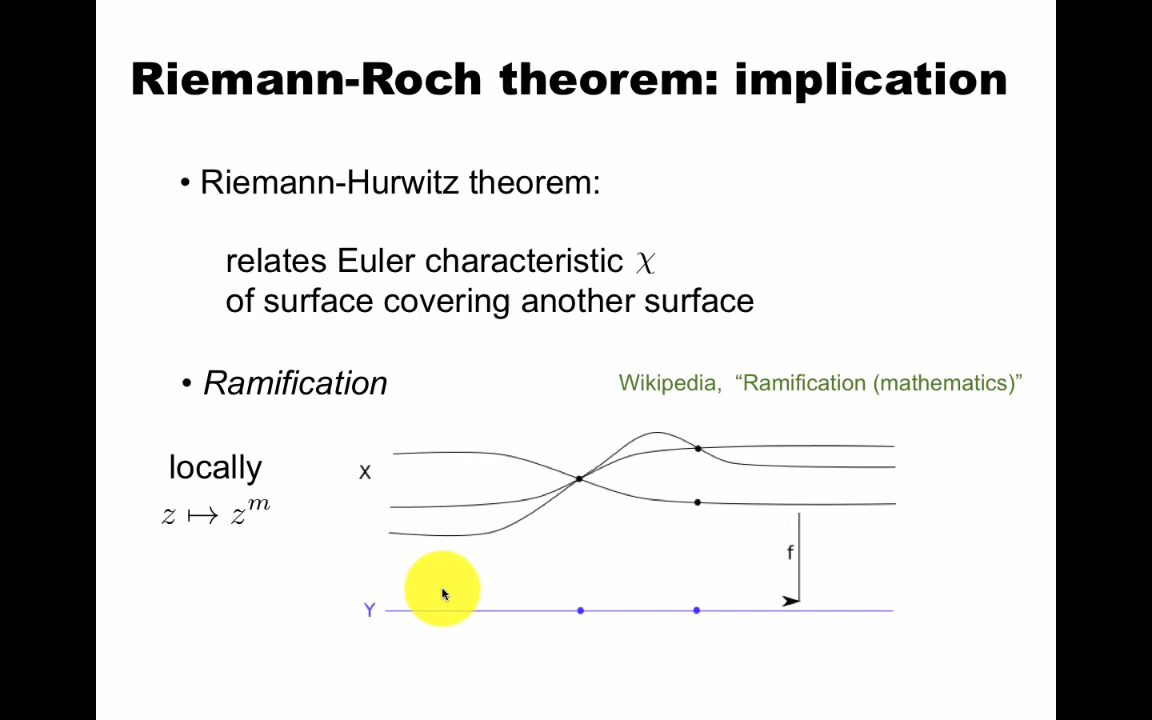 Riemann-Roch theorem: implication
• Riemann-Hurwitz theorem:
relates Euler characteristic χ
of surface covering another surface
• Ramification
Wikipedia, “Ramification (mathematics)”
locally
z ↦ z^m
X
f
Y